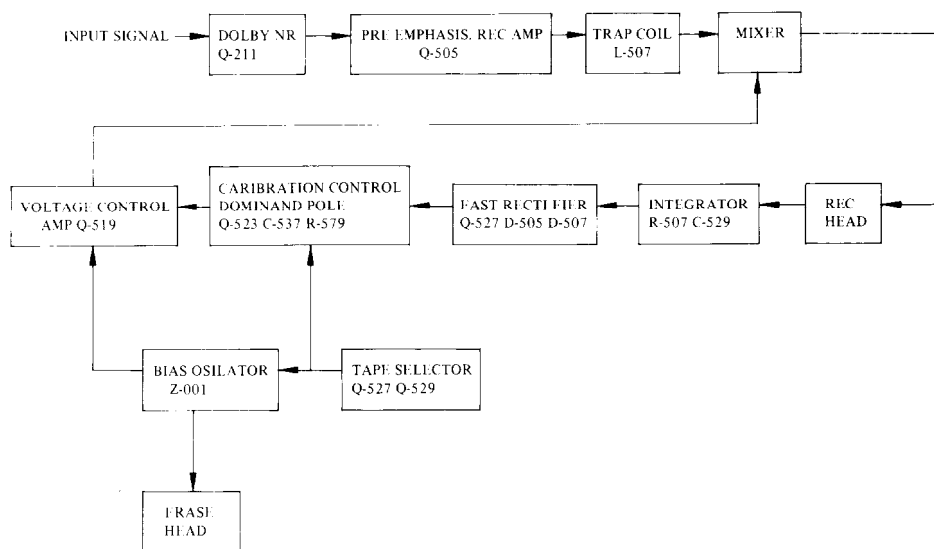 INPUT SIGNAL
DOLBY NR
Q-211
PRE EMPHASIS. REC AMP
Q-505
TRAP COIL
L-507
MIXER
VOLTAGE CONTROL
AMP Q-519
CARIBRATION CONTROL
DOMINAND POLE
Q-523 C-537 R-579
FAST RECTIFIER
Q-527 D-505 D-507
INTEGRATOR
R-507 C-529
REC
HEAD
BIAS OSILATOR
Z-001
TAPE SELECTOR
Q-527 Q-529
ERASE
HEAD